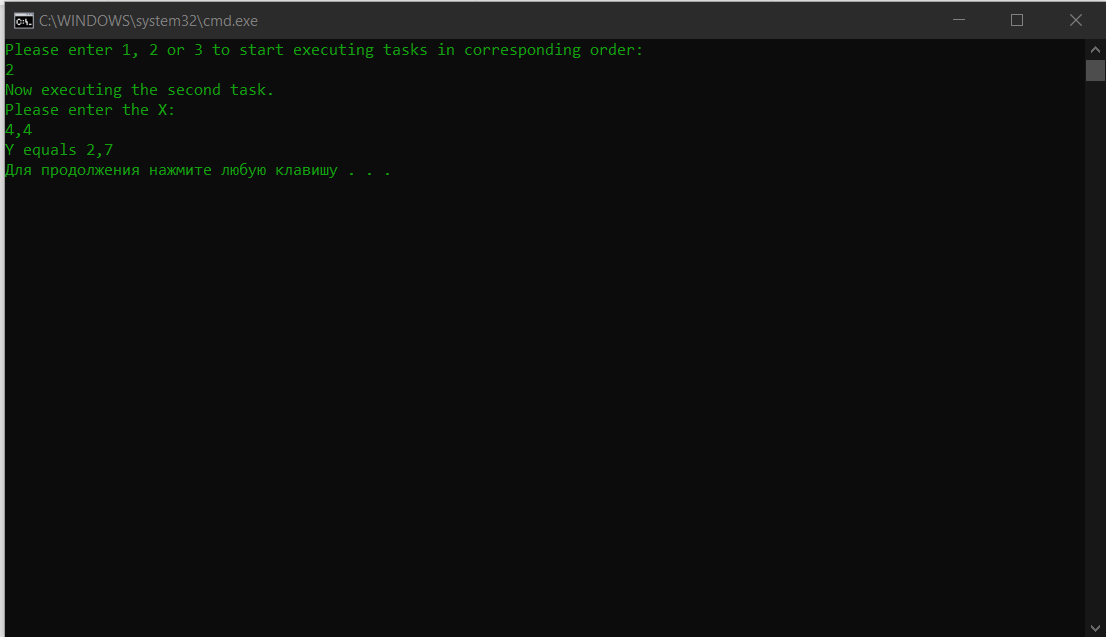 C:\WINDOWS\system32\cmd.exe
Please enter 1, 2 or 3 to start executing tasks in corresponding order:
2
Now executing the second task.
Please enter the X:
4,4
Y equals 2,7
Для продолжения нажмите любую клавишу . . .